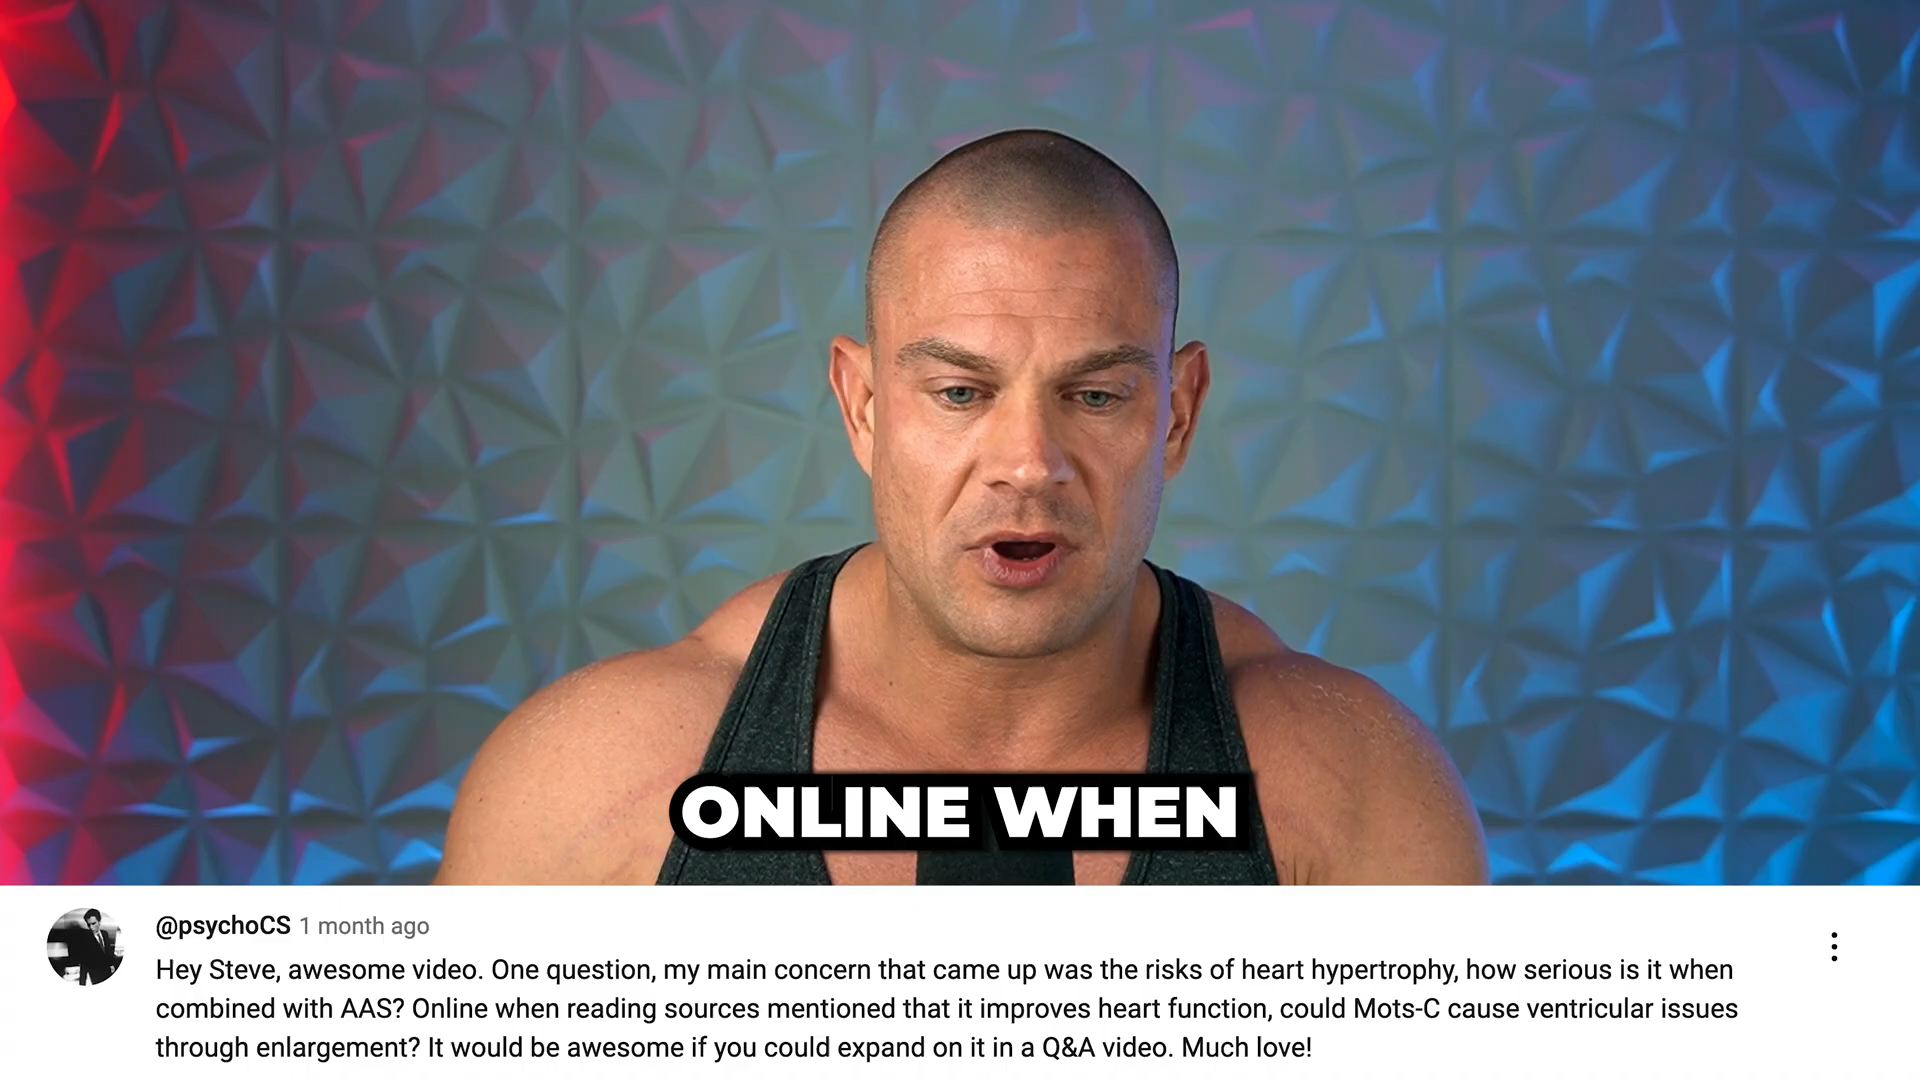 ONLINE WHEN
@psychoCS 1 month ago
Hey Steve, awesome video. One question, my main concern that came up was the risks of heart hypertrophy, how serious is it when
combined with AAS? Online when reading sources mentioned that it improves heart function, could Mots-C cause ventricular issues
through enlargement? It would be awesome if you could expand on it in a Q&A video. Much love!